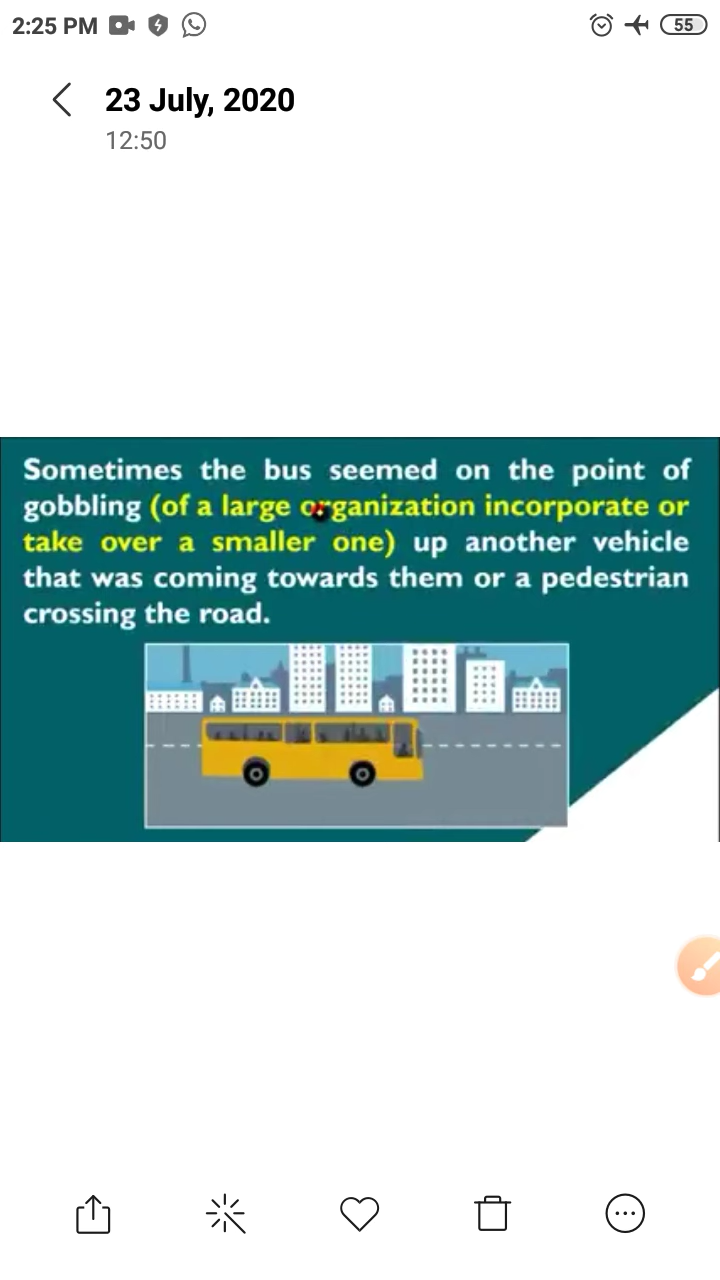 2:25 PM 55
23 July, 2020
12:50
Sometimes the bus seemed on the point of
gobbling (of a large organization incorporate or
take over a smaller one) up another vehicle
that was coming towards them or a pedestrian
crossing the road.